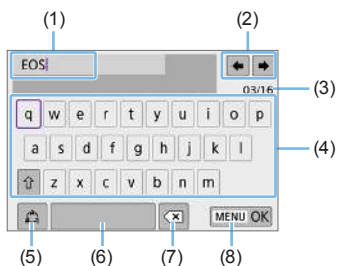 (1) (2)
EOS
03/16 (3)
q w e r t y u i o p
a s d f g h j k l (4)
z x c v b n m
MENU OK
(5) (6) (7) (8)